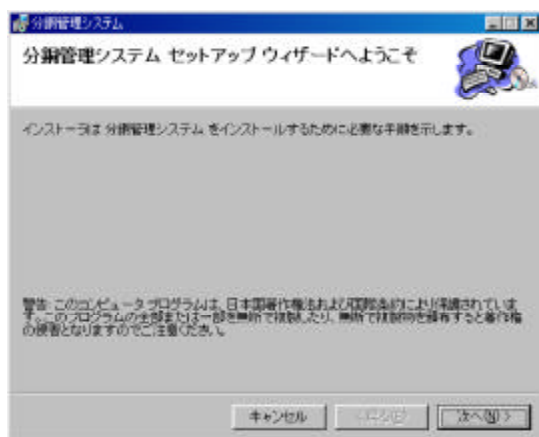 分銅管理システム
分銅管理システム セットアップ ウィザードへようこそ
インストーラは 分銅管理システム をインストールするために必要な手順を示します。
警告: このコンピュータ プログラムは、日本国著作権法および国際条約により保護されていま
す。このプログラムの全部または一部を無断で複製したり、無断で複製物を頒布すると著作権
の侵害となりますのでご注意ください。
キャンセル
< 戻る(B)
次へ(N) >